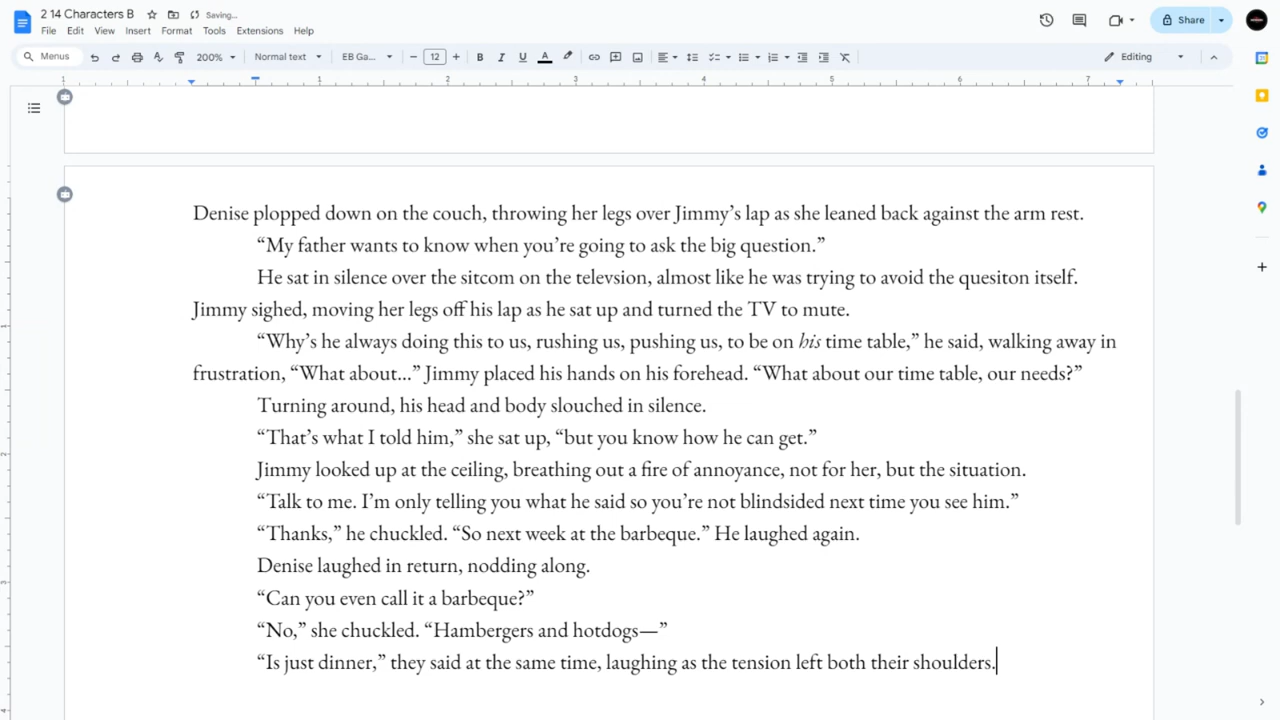 2 14 Characters B
Saving...
File Edit View Insert Format Tools Extensions Help
Share
Menus
200%
Normal text
EB Ga...
12
B I U A
Editing
1 1 2 3 4 5 6 7
Denise plopped down on the couch, throwing her legs over Jimmy’s lap as she leaned back against the arm rest.
“My father wants to know when you’re going to ask the big question.”
He sat in silence over the sitcom on the televsion, almost like he was trying to avoid the quesiton itself.
Jimmy sighed, moving her legs off his lap as he sat up and turned the TV to mute.
“Why’s he always doing this to us, rushing us, pushing us, to be on his time table,” he said, walking away in
frustration, “What about...” Jimmy placed his hands on his forehead. “What about our time table, our needs?”
Turning around, his head and body slouched in silence.
“That’s what I told him,” she sat up, “but you know how he can get.”
Jimmy looked up at the ceiling, breathing out a fire of annoyance, not for her, but the situation.
“Talk to me. I’m only telling you what he said so you’re not blindsided next time you see him.”
“Thanks,” he chuckled. “So next week at the barbeque.” He laughed again.
Denise laughed in return, nodding along.
“Can you even call it a barbeque?”
“No,” she chuckled. “Hambergers and hotdogs—”
“Is just dinner,” they said at the same time, laughing as the tension left both their shoulders.